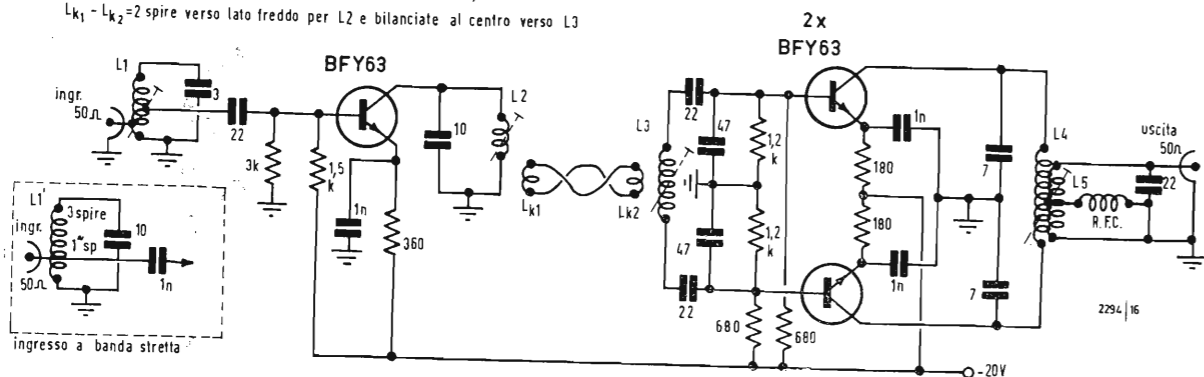 Lk1 - Lk2 = 2 spire verso lato freddo per L2 e bilanciate al centro verso L3
2x
BFY63
BFY63
L1
ingr.
50Ω
3
22
3k
1,5
k
1n
360
10
L2
Lk1
Lk2
L3
22
47
47
22
1,2
k
1,2
k
680
680
180
180
1n
1n
7
7
L4
L5
R.F.C.
22
uscita
50Ω
2294/16
-20V
L1'
3 spire
ingr.
1ª sp
10
50Ω
1n
ingresso a banda stretta